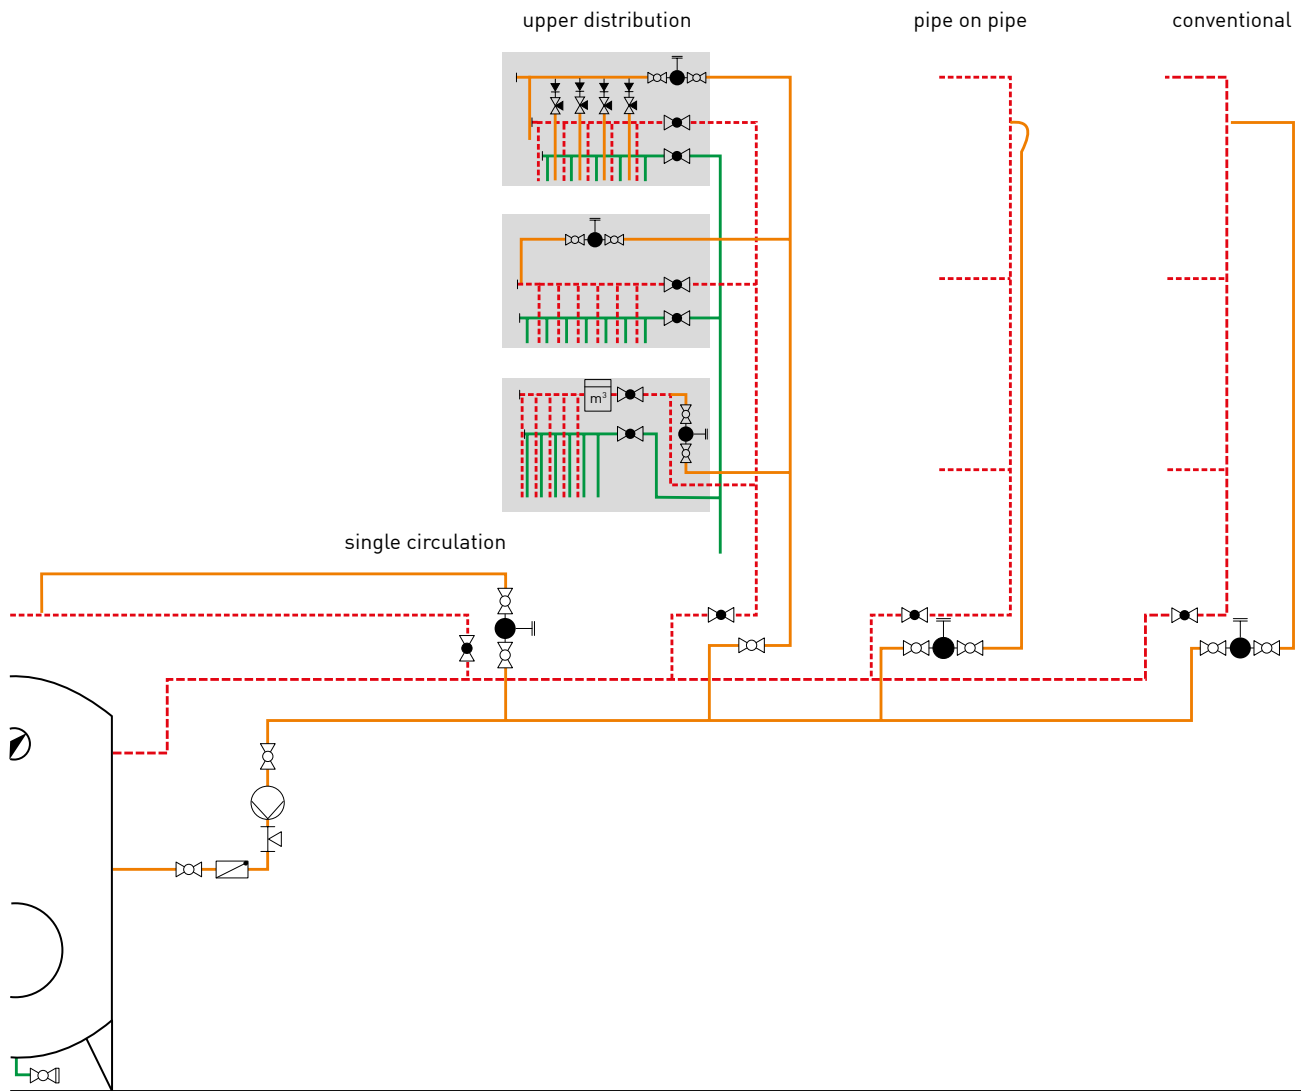 upper distribution
pipe on pipe
conventional
m³
single circulation